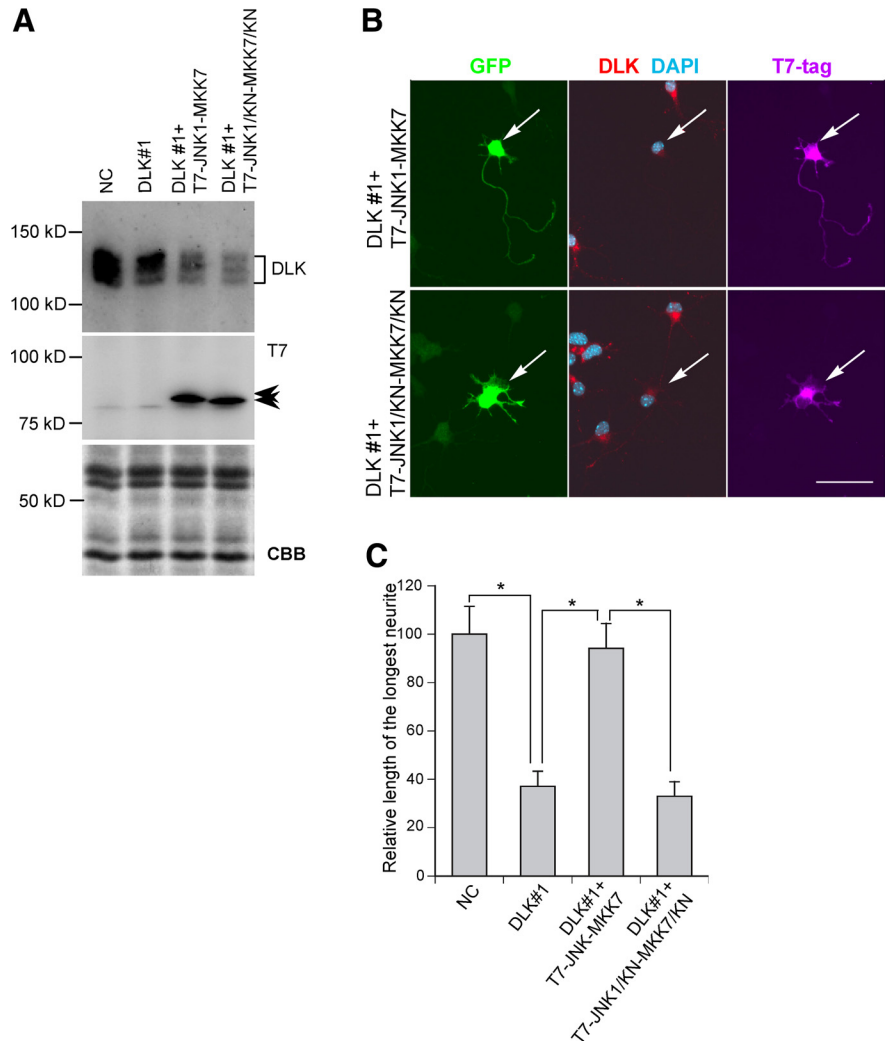 A
NC
DLK#1
DLK #1+
T7-JNK1-MKK7
DLK #1+
T7-JNK1/KN-MKK7/KN
150 kD
DLK
100 kD
100 kD
T7
75 kD
50 kD
CBB
B
GFP
DLK DAPI
T7-tag
DLK #1+
T7-JNK1-MKK7
DLK #1+
T7-JNK1/KN-MKK7/KN
C
Relative length of the longest neurite
120
100
80
60
40
20
0
*
*
*
NC
DLK#1
DLK#1+
T7-JNK-MKK7
DLK#1+
T7-JNK1/KN-MKK7/KN